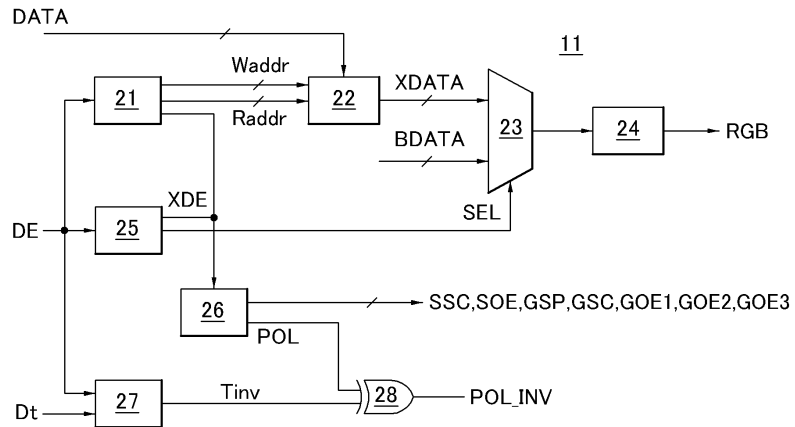 DATA
11
Waddr
21
22
XDATA
Raddr
23
24
RGB
BDATA
XDE
SEL
DE
25
26
SSC,SOE,GSP,GSC,GOE1,GOE2,GOE3
POL
Tinv
28
POL_INV
27
Dt